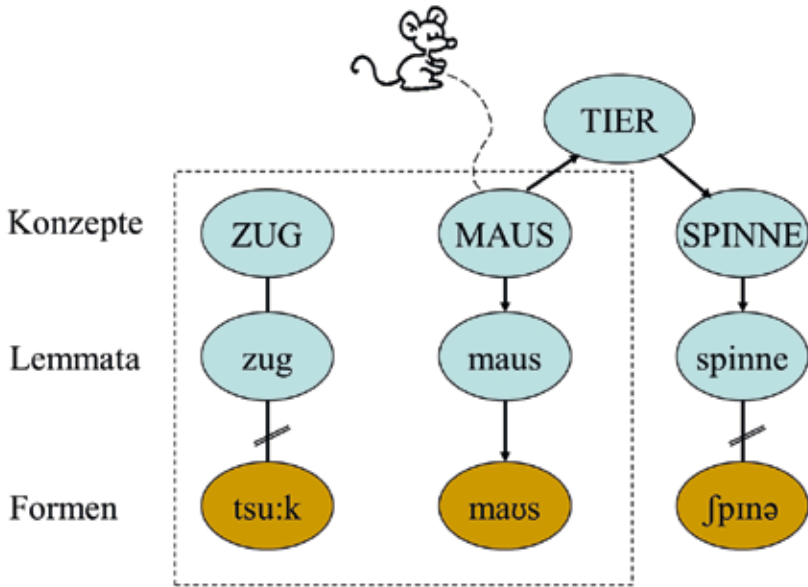 TIER
Konzepte ZUG MAUS SPINNE
Lemmata zug maus spinne
Formen tsu:k maʊs ʃpɪnə